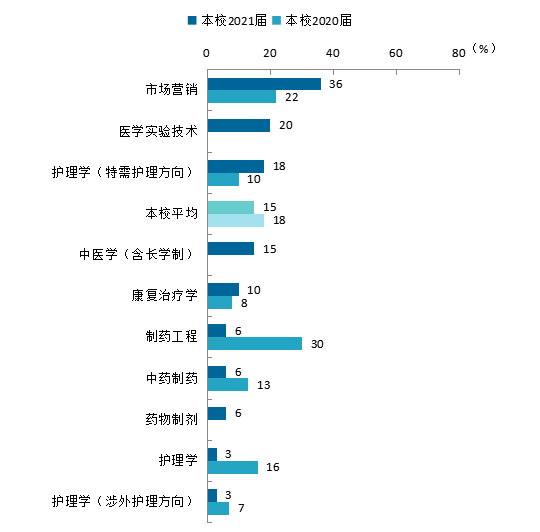 本校2021届 本校2020届
0 20 40 60 80 （%）
市场营销 36
22
医学实验技术 20
护理学（特需护理方向） 18
10
本校平均 15
18
中医学（含长学制） 15
康复治疗学 10
8
制药工程 6
30
中药制药 6
13
药物制剂 6
护理学 3
16
护理学（涉外护理方向） 3
7